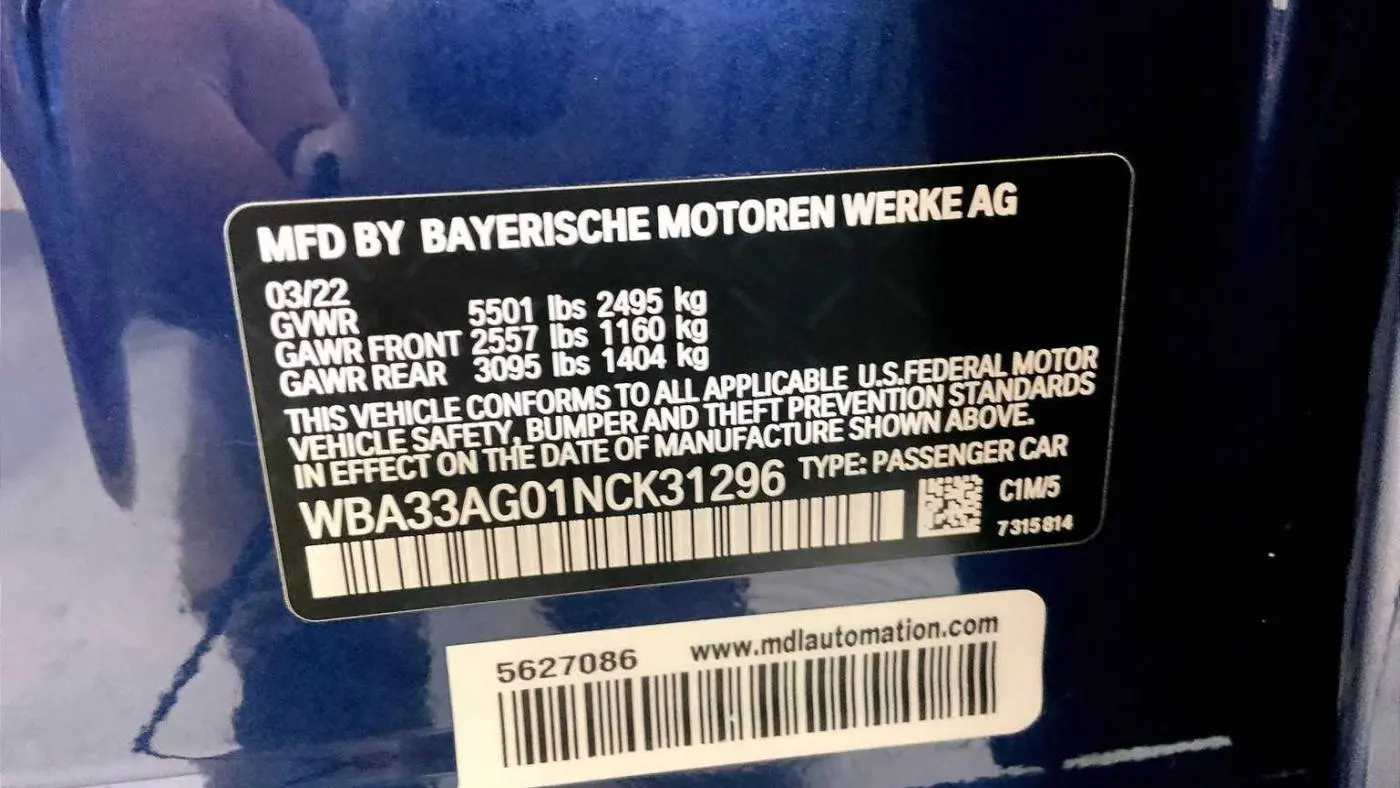 MFD BY BAYERISCHE MOTOREN WERKE AG
03/22
GVWR 5501 lbs 2495 kg
GAWR FRONT 2557 lbs 1160 kg
GAWR REAR 3095 lbs 1404 kg
THIS VEHICLE CONFORMS TO ALL APPLICABLE U.S.FEDERAL MOTOR
VEHICLE SAFETY, BUMPER AND THEFT PREVENTION STANDARDS
IN EFFECT ON THE DATE OF MANUFACTURE SHOWN ABOVE.
WBA33AG01NCK31296 TYPE: PASSENGER CAR
C1M/5
7315814
5627086 www.mdlautomation.com